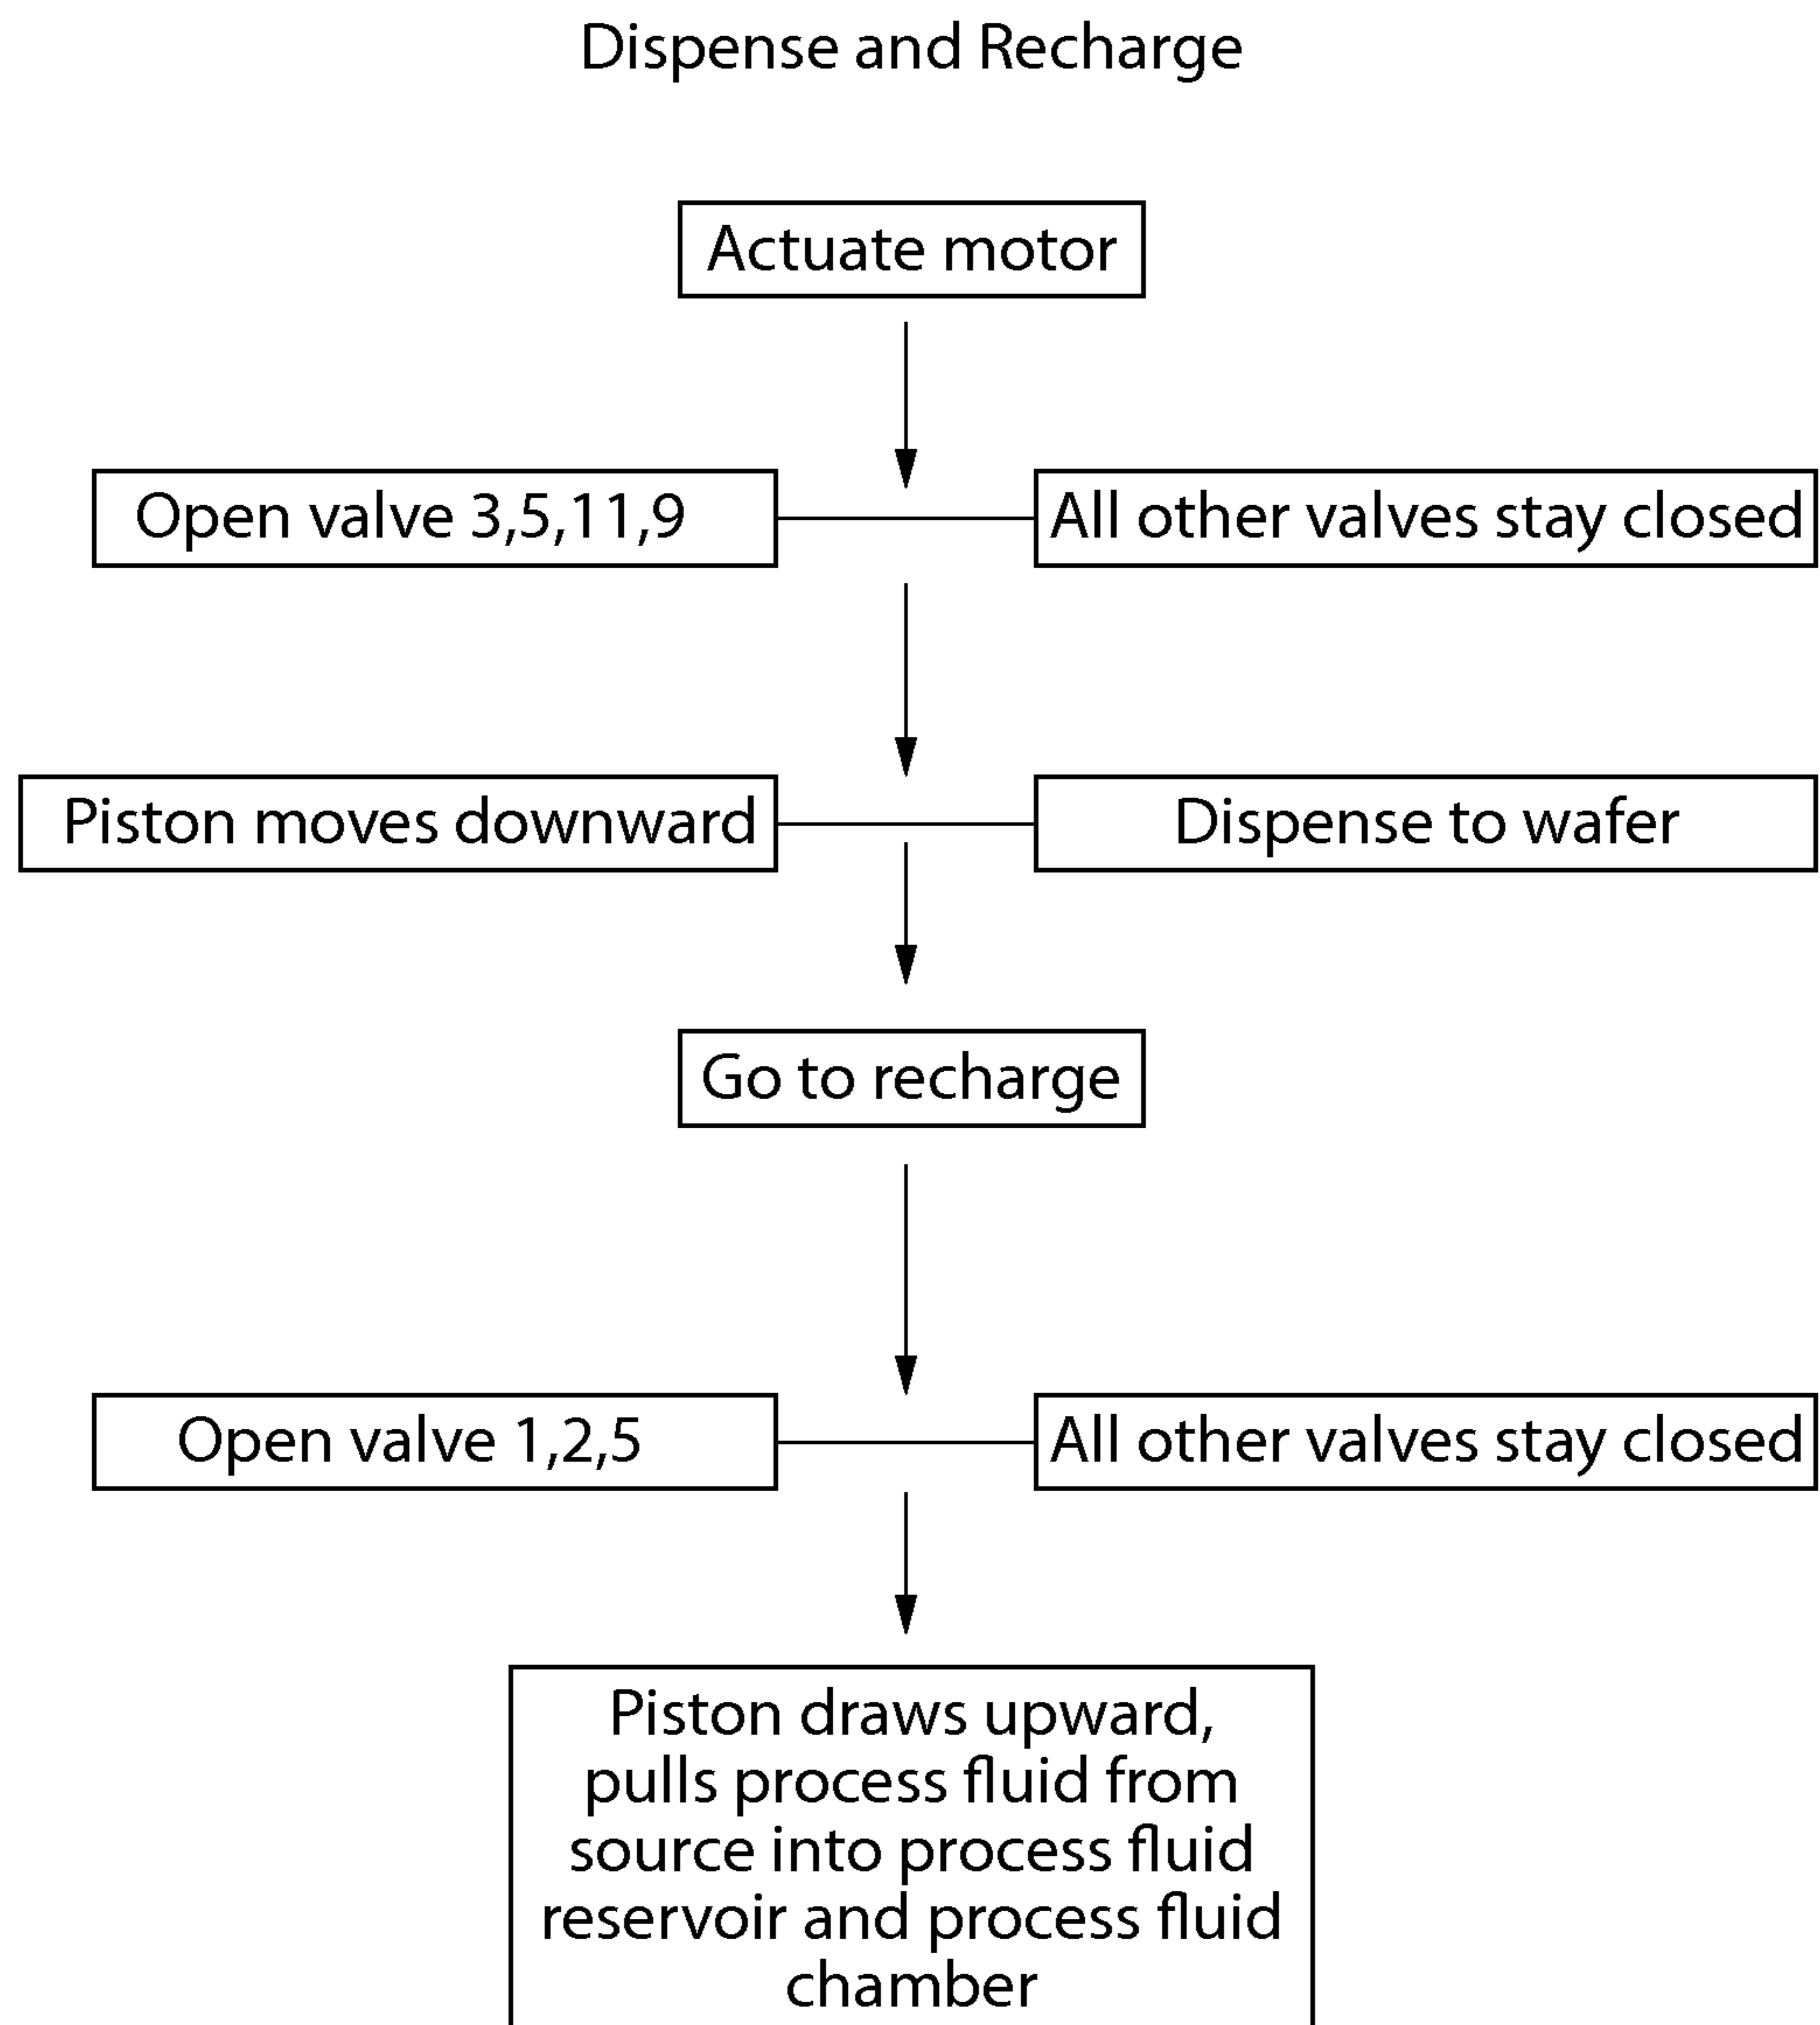 Dispense and Recharge
Actuate motor
Open valve 3,5,11,9
All other valves stay closed
Piston moves downward
Dispense to wafer
Go to recharge
Open valve 1,2,5
All other valves stay closed
Piston draws upward,
pulls process fluid from
source into process fluid
reservoir and process fluid
chamber